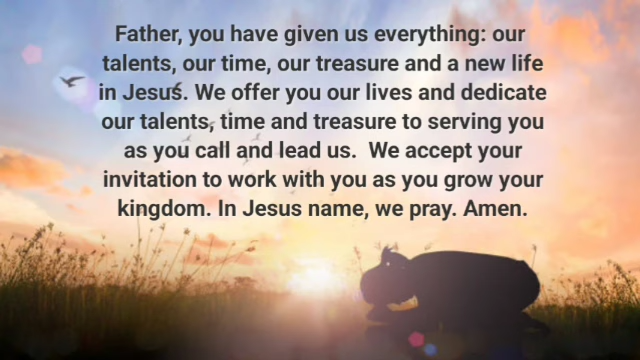 Father, you have given us everything: our
talents, our time, our treasure and a new life
in Jesus. We offer you our lives and dedicate
our talents, time and treasure to serving you
as you call and lead us. We accept your
invitation to work with you as you grow your
kingdom. In Jesus name, we pray. Amen.